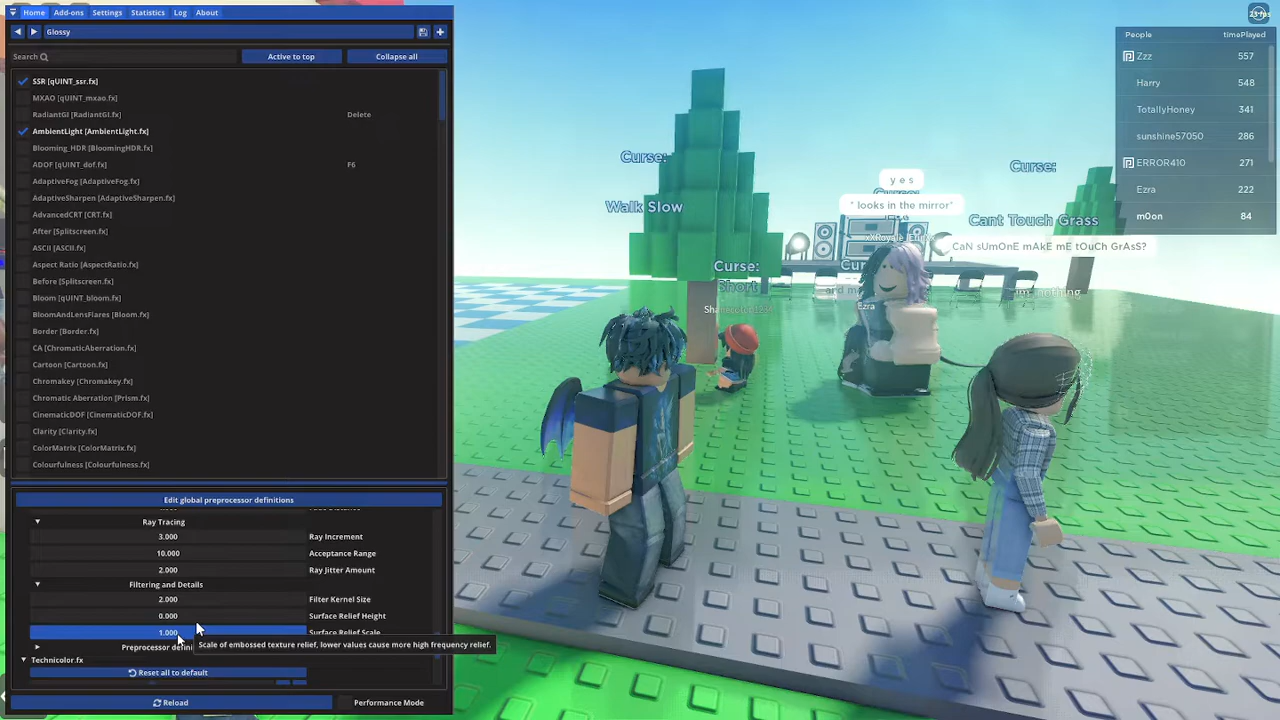 Home Add-ons Settings Statistics Log About
Glossy
Search Active to top Collapse all
SSR [qUINT_ssr.fx]
MXAO [qUINT_mxao.fx]
RadiantGI [RadiantGI.fx] Delete
AmbientLight [AmbientLight.fx]
Blooming_HDR [BloomingHDR.fx]
ADOF [qUINT_dof.fx] F6
AdaptiveFog [AdaptiveFog.fx]
AdaptiveSharpen [AdaptiveSharpen.fx]
AdvancedCRT [CRT.fx]
After [Splitscreen.fx]
ASCII [ASCII.fx]
Aspect Ratio [AspectRatio.fx]
Before [Splitscreen.fx]
Bloom [qUINT_bloom.fx]
BloomAndLensFlares [Bloom.fx]
Border [Border.fx]
CA [ChromaticAberration.fx]
Cartoon [Cartoon.fx]
Chromakey [Chromakey.fx]
Chromatic Aberration [Prism.fx]
CinematicDOF [CinematicDOF.fx]
Clarity [Clarity.fx]
ColorMatrix [ColorMatrix.fx]
Colourfulness [Colourfulness.fx]
Edit global preprocessor definitions
Ray Tracing
3.000 Ray Increment
10.000 Acceptance Range
2.000 Ray Jitter Amount
Filtering and Details
2.000 Filter Kernel Size
0.000 Surface Relief Height
1.000 Surface Relief Scale
Scale of embossed texture relief, lower values cause more high frequency relief.
Technicolor.fx
Reset all to default
Reload Performance Mode
Curse:
Walk Slow
Curse:
Short
y e s
* looks in the mirror*
Ezra
Curse:
Cant Touch Grass
CaN sUmOnE mAkE mE tOuCh GrAsS?
People timePlayed
Zzz 557
Harry 548
TotallyHoney 341
sunshine57050 286
ERROR410 271
Ezra 222
m0on 84